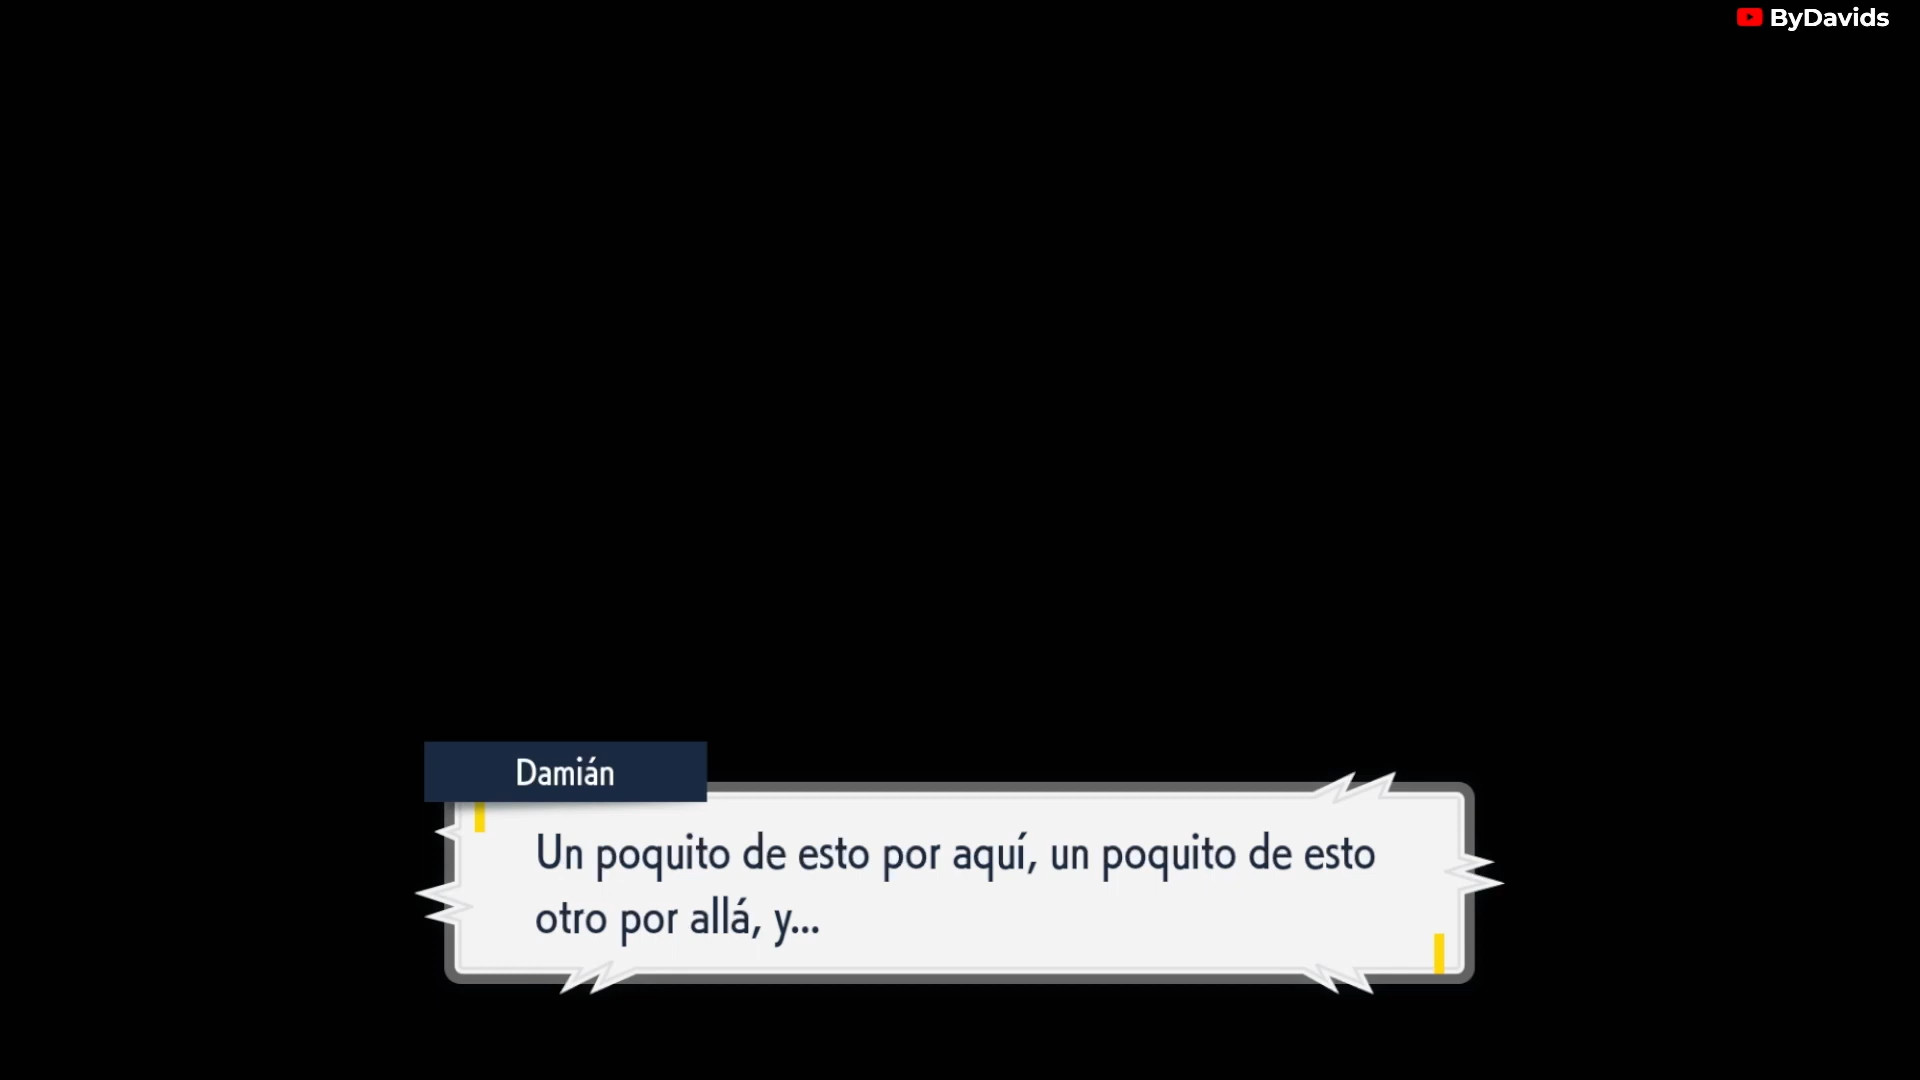 ByDavids
Damián
Un poquito de esto por aquí, un poquito de esto
otro por allá, y...